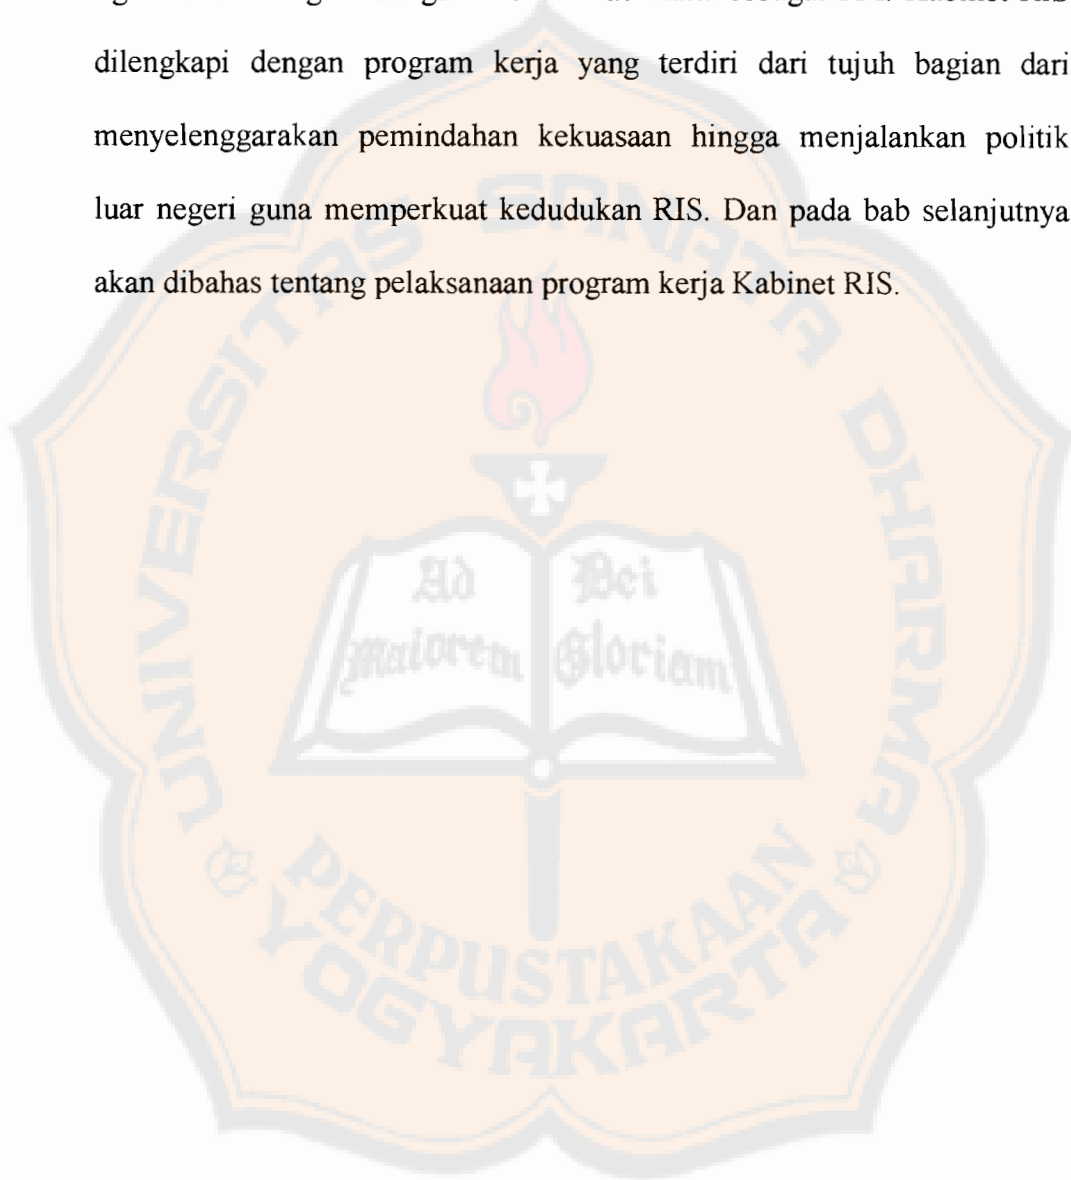 dilengkapi dengan program kerja yang terdiri dari tujuh bagian dari
menyelenggarakan pemindahan kekuasaan hingga menjalankan politik
luar negeri guna memperkuat kedudukan RIS. Dan pada bab selanjutnya
akan dibahas tentang pelaksanaan program kerja Kabinet RIS.
UNIVERSITAS SANATA DHARMA
Ad Dei
Maiorem Gloriam
PERPUSTAKAAN
YOGYAKARTA